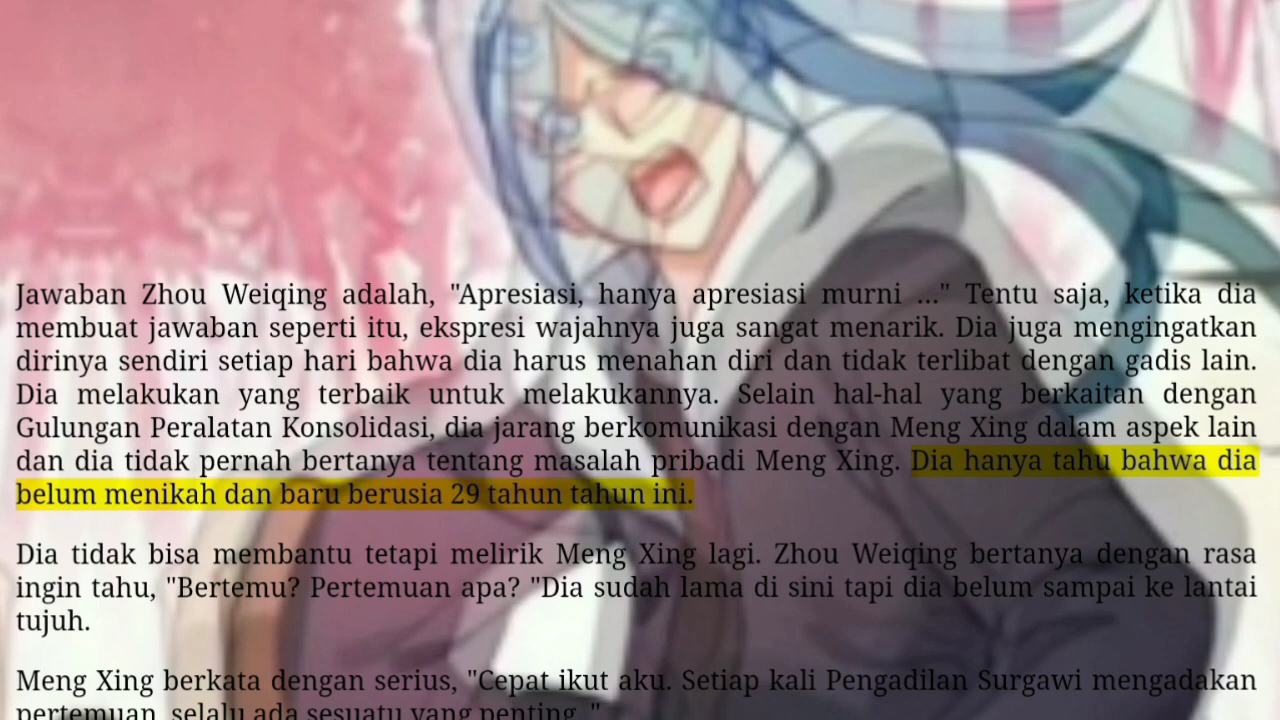 Jawaban Zhou Weiqing adalah, "Apresiasi, hanya apresiasi murni ..." Tentu saja, ketika dia
membuat jawaban seperti itu, ekspresi wajahnya juga sangat menarik. Dia juga mengingatkan
dirinya sendiri setiap hari bahwa dia harus menahan diri dan tidak terlibat dengan gadis lain.
Dia melakukan yang terbaik untuk melakukannya. Selain hal-hal yang berkaitan dengan
Gulungan Peralatan Konsolidasi, dia jarang berkomunikasi dengan Meng Xing dalam aspek lain
dan dia tidak pernah bertanya tentang masalah pribadi Meng Xing. Dia hanya tahu bahwa dia
belum menikah dan baru berusia 29 tahun tahun ini.
Dia tidak bisa membantu tetapi melirik Meng Xing lagi. Zhou Weiqing bertanya dengan rasa
ingin tahu, "Bertemu? Pertemuan apa? "Dia sudah lama di sini tapi dia belum sampai ke lantai
tujuh.
Meng Xing berkata dengan serius, "Cepat ikut aku. Setiap kali Pengadilan Surgawi mengadakan
pertemuan, selalu ada sesuatu yang penting. "